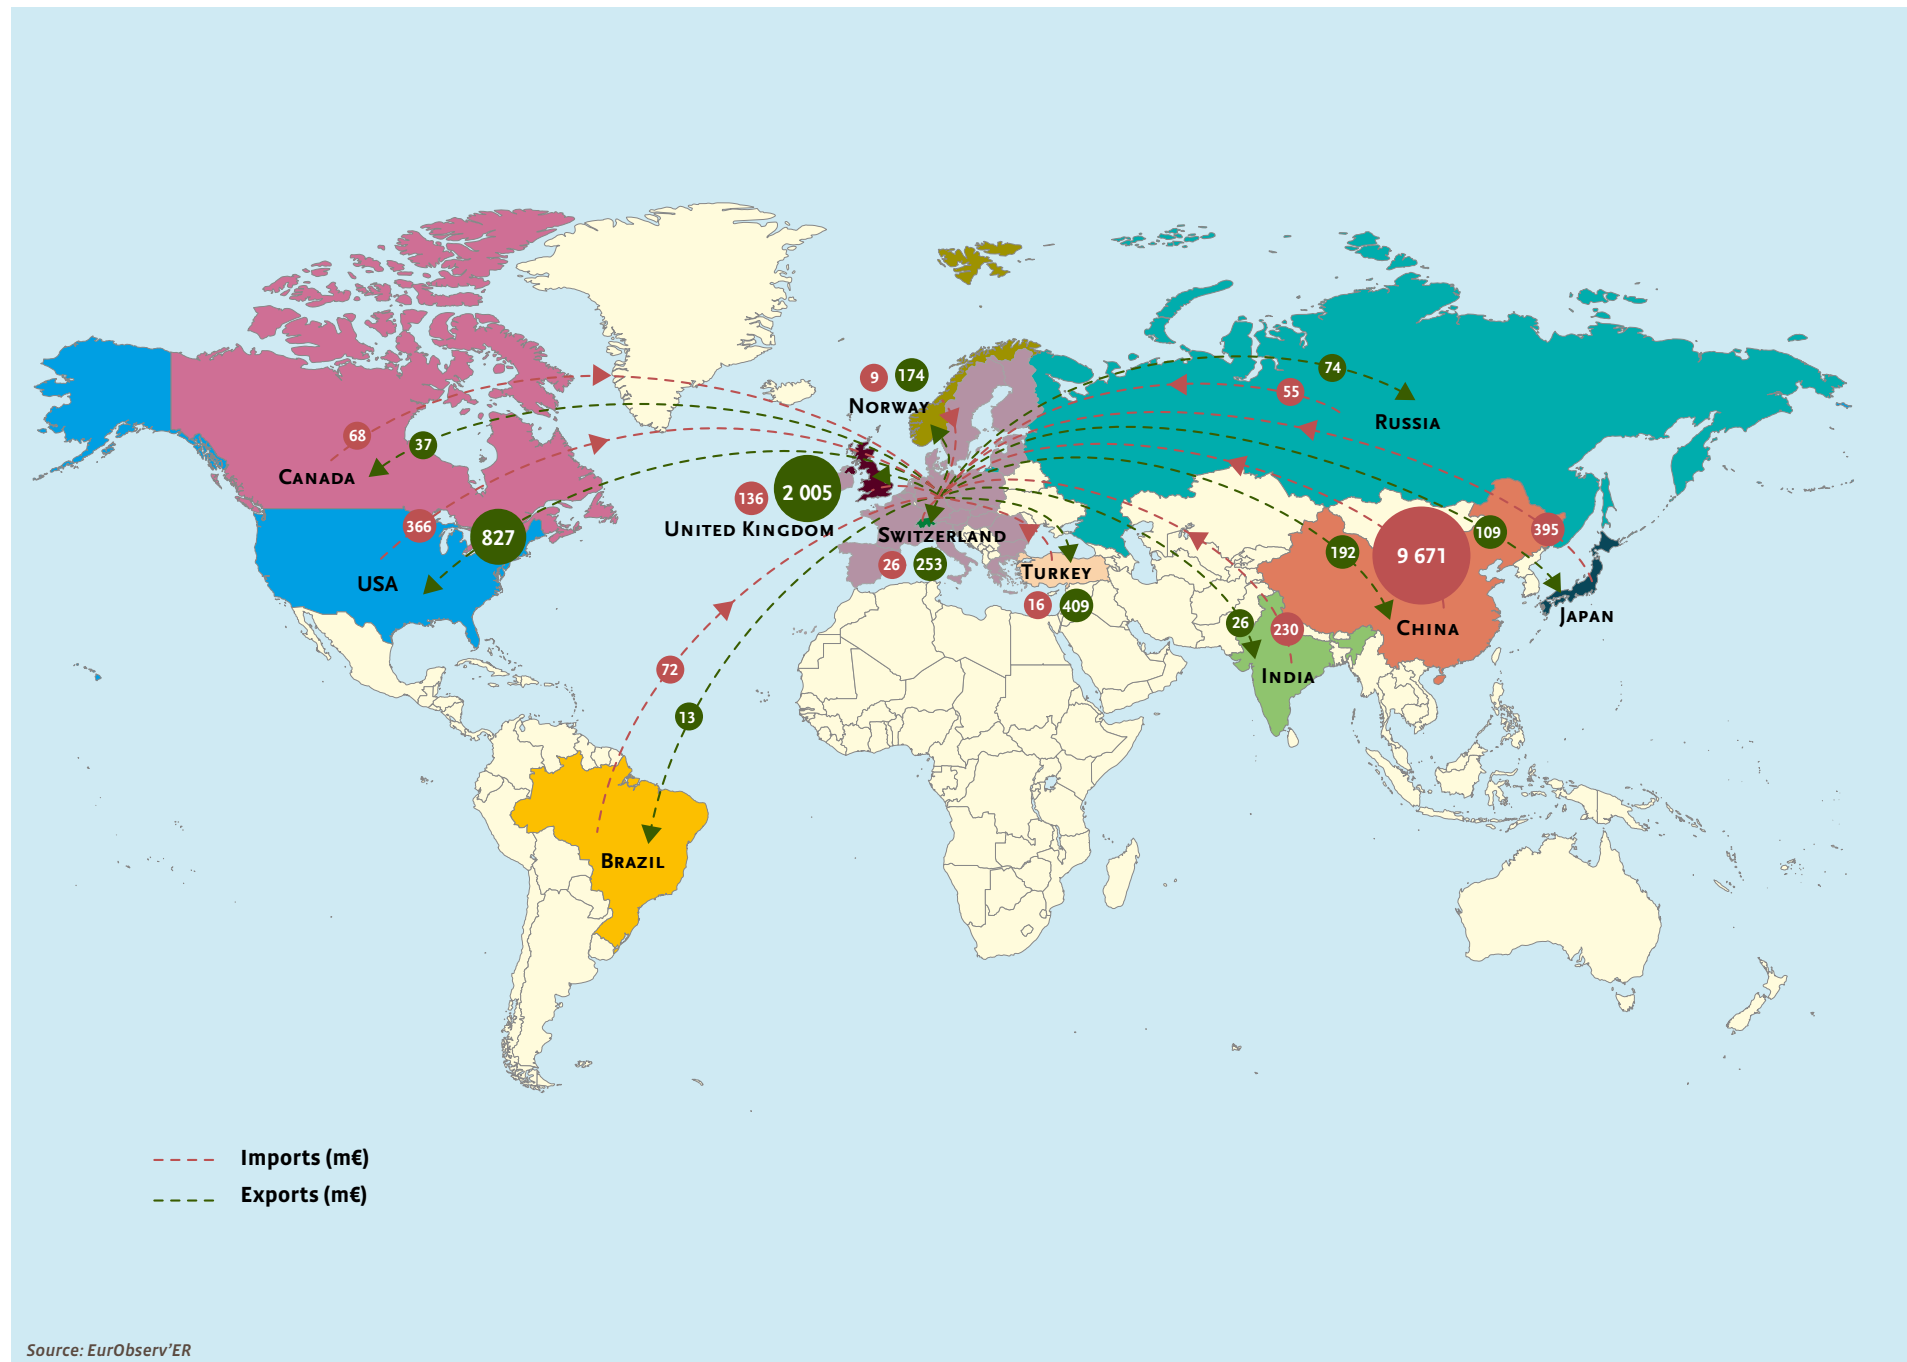 74
9 174
55
NORWAY
RUSSIA
68
37
CANADA
2 005
136
366
UNITED KINGDOM
827
SWITZERLAND
109
395
192
9 671
26 253
TURKEY
USA
16 409
JAPAN
26
230
CHINA
72
INDIA
13
BRAZIL
Imports (m€)
Exports (m€)
Source: EurObserv’ER